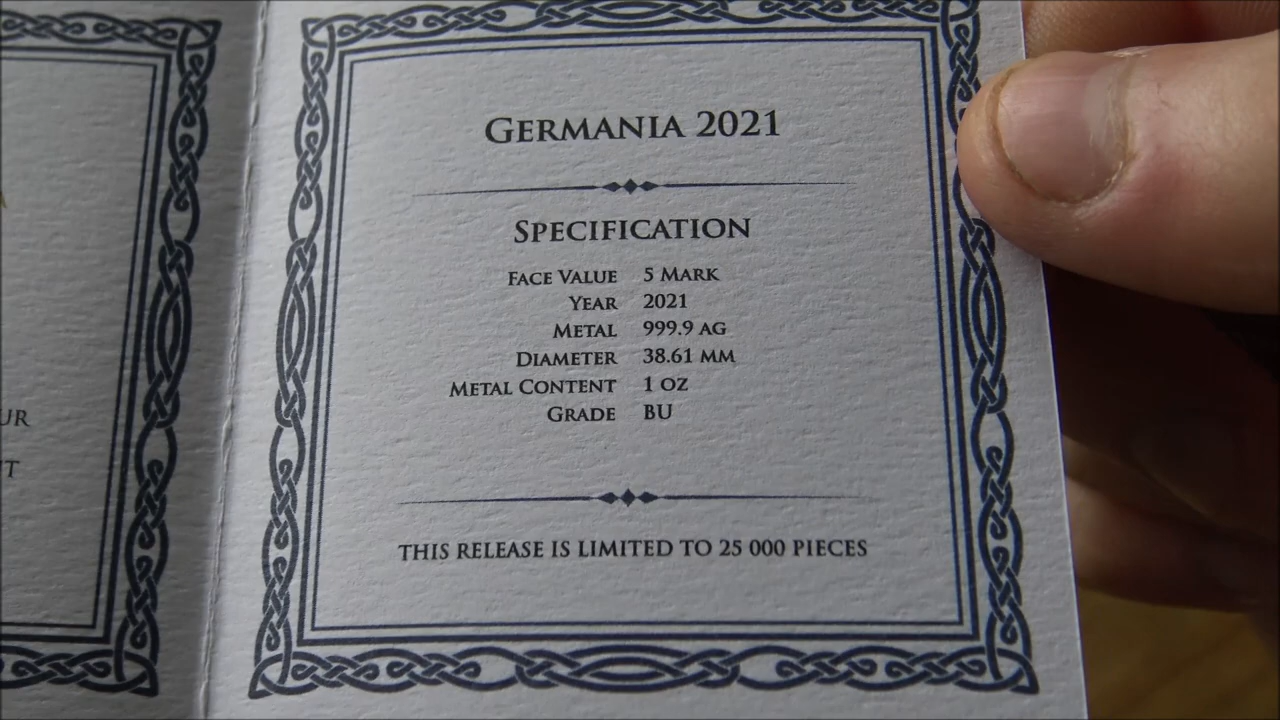 UR
T
GERMANIA 2021
SPECIFICATION
FACE VALUE 5 MARK
YEAR 2021
METAL 999.9 AG
DIAMETER 38.61 MM
METAL CONTENT 1 OZ
GRADE BU
THIS RELEASE IS LIMITED TO 25 000 PIECES